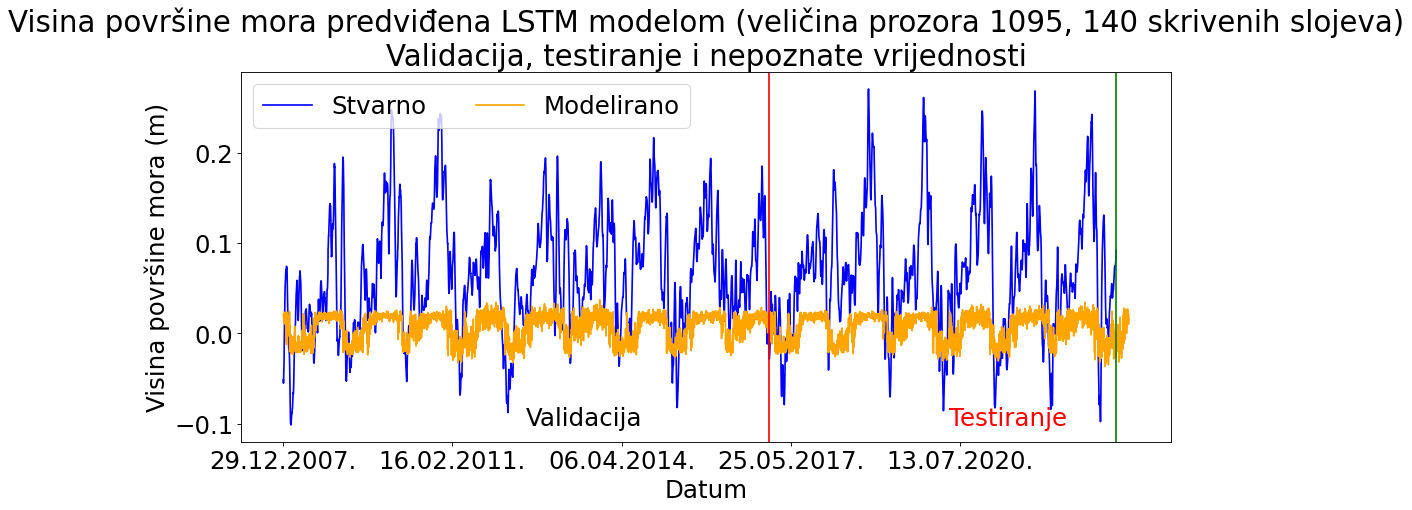 Visina površine mora predviđena LSTM modelom (veličina prozora 1095, 140 skrivenih slojeva)
Validacija, testiranje i nepoznate vrijednosti
Stvarno
Modelirano
Visina površine mora (m)
0.2
0.1
0.0
−0.1
Validacija
Testiranje
29.12.2007.
16.02.2011.
06.04.2014.
25.05.2017.
13.07.2020.
Datum